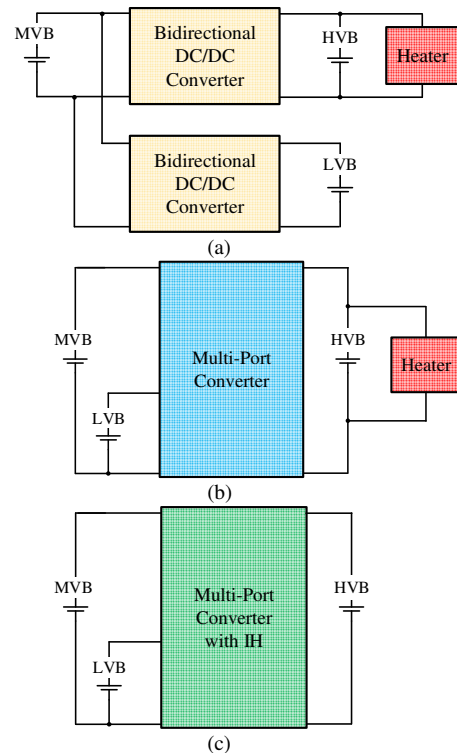 MVB
Bidirectional
DC/DC
Converter
HVB
Heater
Bidirectional
DC/DC
Converter
LVB
(a)
MVB
LVB
Multi-Port
Converter
HVB
Heater
(b)
MVB
LVB
Multi-Port
Converter
with IH
HVB
(c)